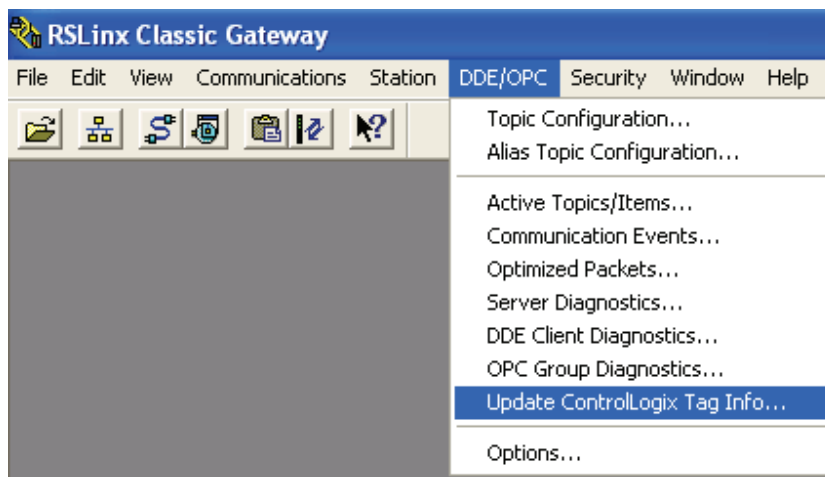 RSLinx Classic Gateway
File Edit View Communications Station DDE/OPC Security Window Help
Topic Configuration...
Alias Topic Configuration...
Active Topics/Items...
Communication Events...
Optimized Packets...
Server Diagnostics...
DDE Client Diagnostics...
OPC Group Diagnostics...
Update ControlLogix Tag Info...
Options...